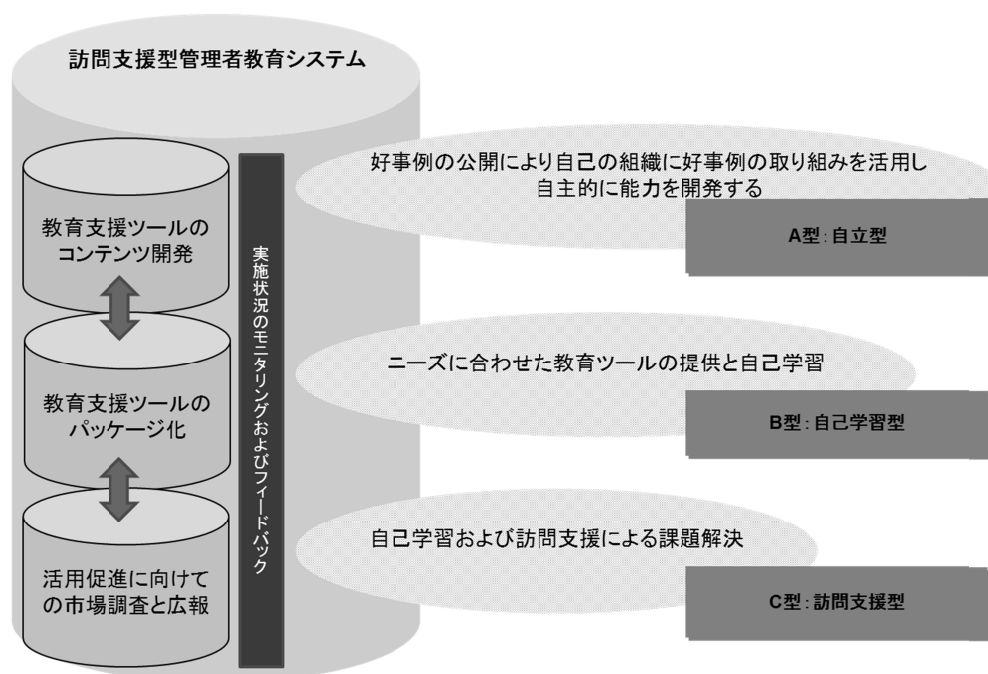 訪問支援型管理者教育システム
教育支援ツールの
コンテンツ開発
教育支援ツールの
パッケージ化
活用促進に向けて
の市場調査と広報
実施状況のモニタリングおよびフィードバック
好事例の公開により自己の組織に好事例の取り組みを活用し
自主的に能力を開発する
A型：自立型
ニーズに合わせた教育ツールの提供と自己学習
B型：自己学習型
自己学習および訪問支援による課題解決
C型：訪問支援型